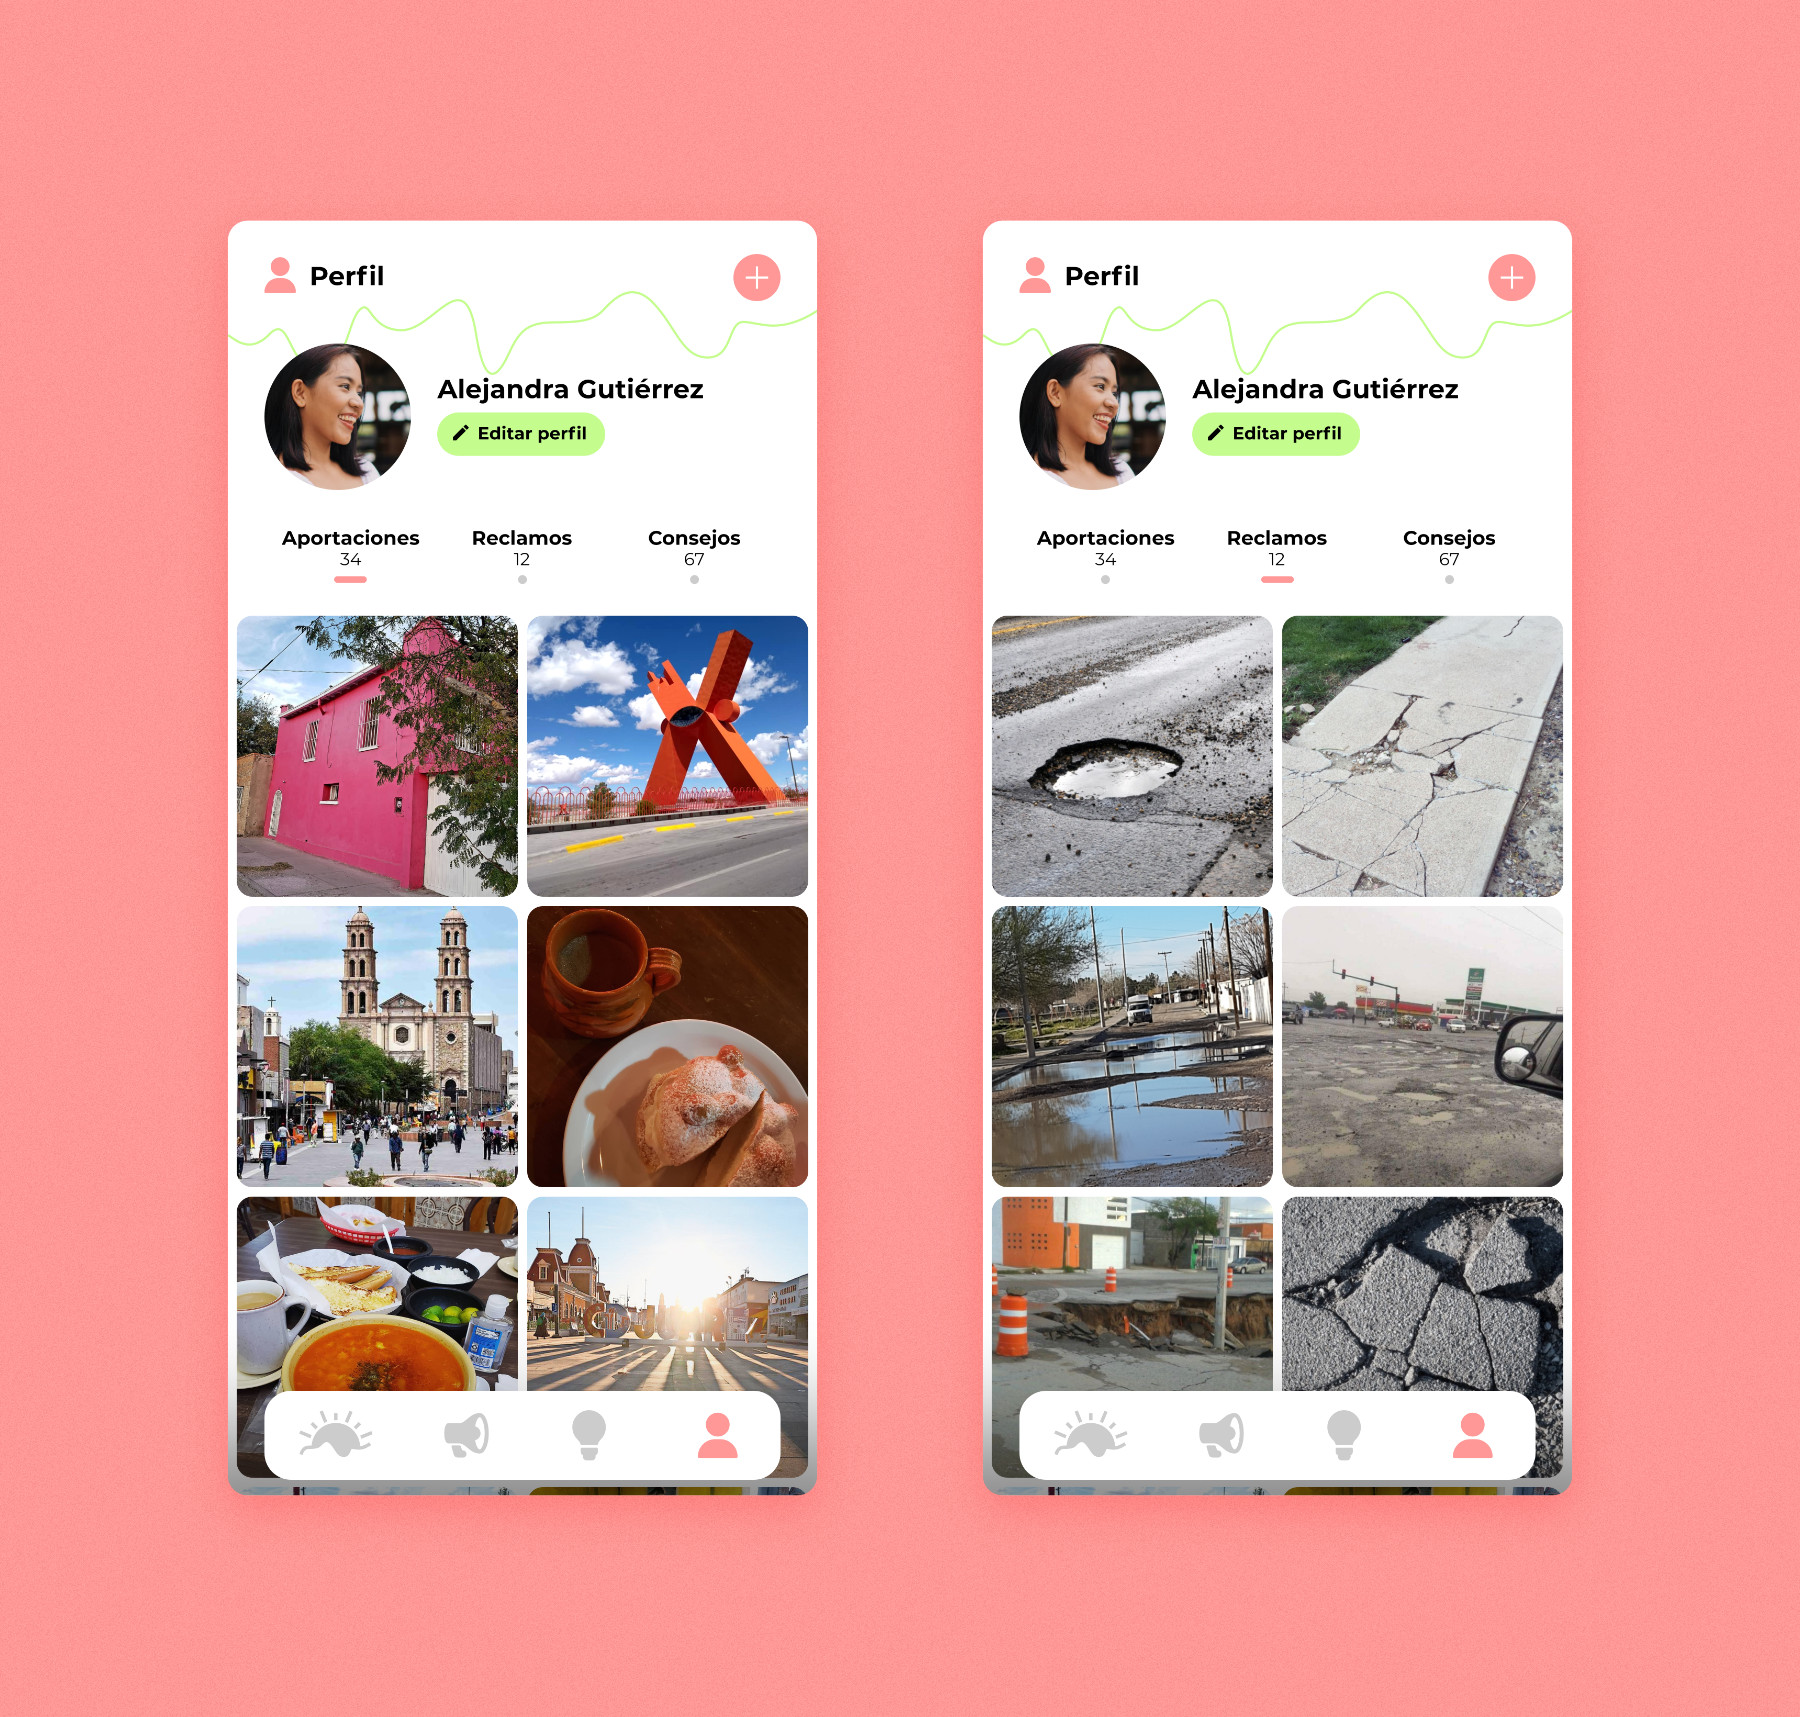 Perfil
Alejandra Gutiérrez
Editar perfil
Aportaciones
34
Reclamos
12
Consejos
67
Perfil
Alejandra Gutiérrez
Editar perfil
Aportaciones
34
Reclamos
12
Consejos
67